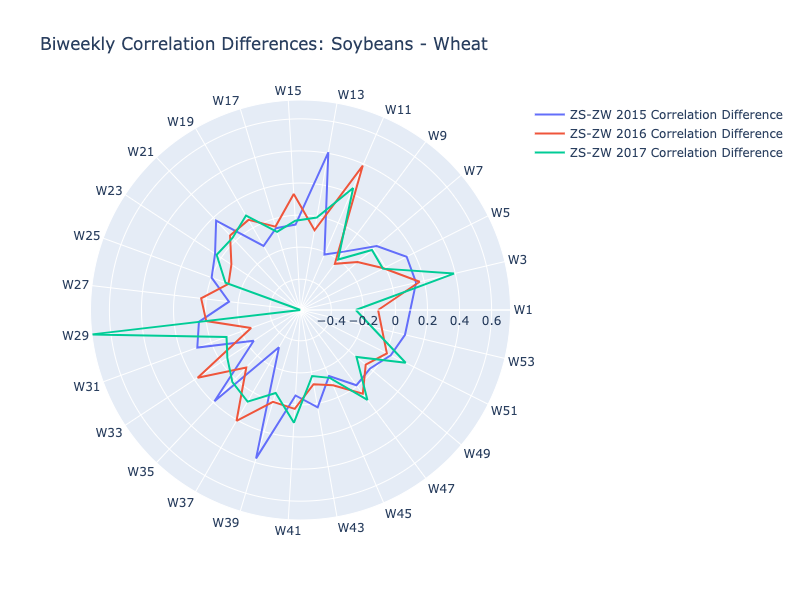 Biweekly Correlation Differences: Soybeans - Wheat
ZS-ZW 2015 Correlation Difference
ZS-ZW 2016 Correlation Difference
ZS-ZW 2017 Correlation Difference
W1
W3
W5
W7
W9
W11
W13
W15
W17
W19
W21
W23
W25
W27
W29
W31
W33
W35
W37
W39
W41
W43
W45
W47
W49
W51
W53
−0.4 −0.2 0 0.2 0.4 0.6